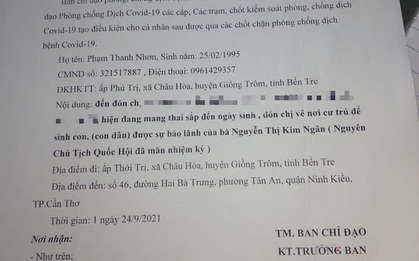 đạo Phòng chống Dịch Covid-19 các cấp; Các trạm, chốt kiểm soát phòng, chống dịch
Covid-19 tạo điều kiện cho cá nhân sau được qua các chốt chặn phòng chống dịch
bệnh Covid-19.
Họ tên: Phạm Thanh Nhơn, sinh năm: 25/02/1995
CMND số: 321517887 , Điện thoại: 0961429357
ĐKHKTT: ấp Phú Trị, xã Châu Hòa, huyện Giồng Trôm, tỉnh Bến Tre
Nội dung: đến đón ch,
hiện đang mang thai sắp đến ngày sinh , đón chị về nơi cư trú để
sinh con, (con dâu) được sự bảo lãnh của bà Nguyễn Thị Kim Ngân ( Nguyên
Chủ Tịch Quốc Hội đã mãn nhiệm kỳ )
Địa điểm đi: ấp Thới Trị, xã Châu Hòa, huyện Giồng Trôm, tỉnh Bến Tre
Địa điểm đến: số 46, đường Hai Bà Trưng, phường Tân An, quận Ninh Kiều,
TP.Cần Thơ
Thời gian: 1 ngày 24/9/2021
Nơi nhận:
TM. BAN CHỈ ĐẠO
- Như trên;
KT.TRƯỞNG BAN